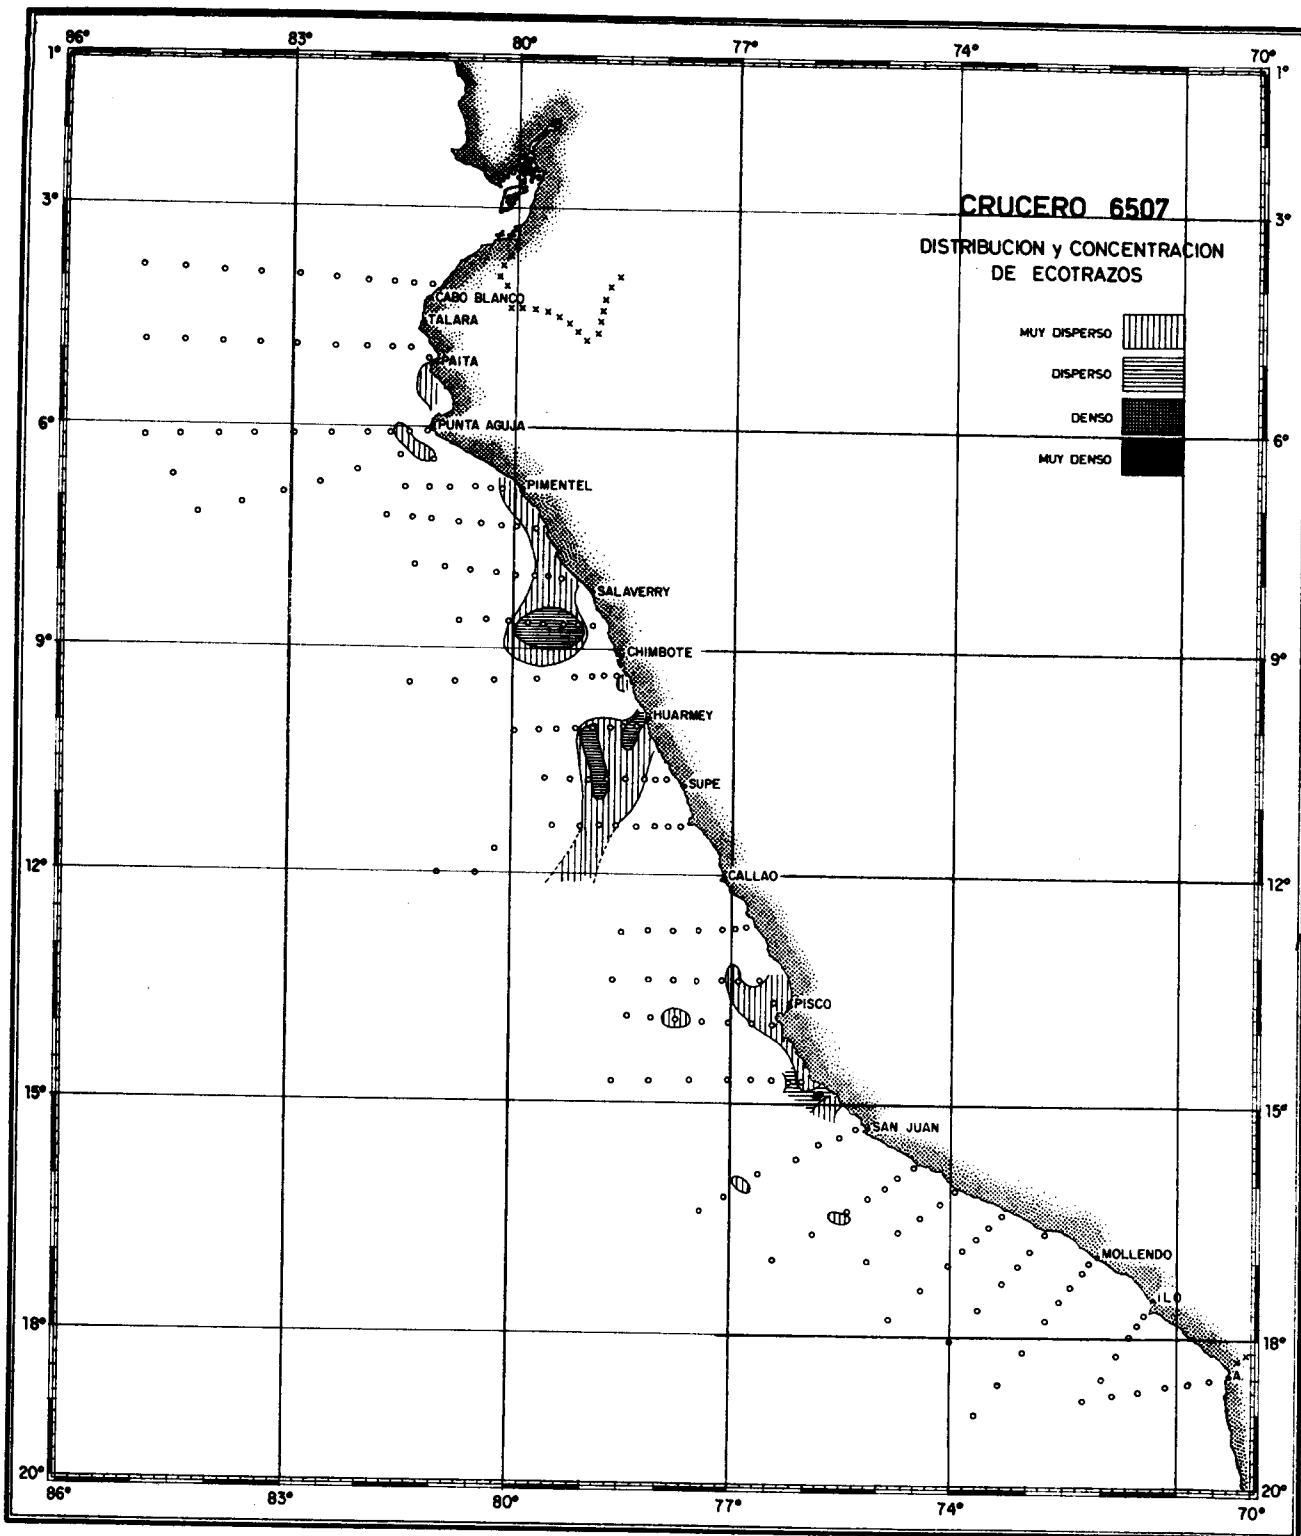 86° 83° 80° 77° 74° 70°
1° 1°
3° 3°
CRUCERO 6507
DISTRIBUCION y CONCENTRACION
DE ECOTRAZOS
CABO BLANCO
TALARA
MUY DISPERSO
PAITA
DISPERSO
DENSO
6° PUNTA AGUJA 6°
MUY DENSO
PIMENTEL
SALAVERRY
9° CHIMBOTE 9°
HUARMEY
SUPE
12° CALLAO 12°
PISCO
15° 15°
SAN JUAN
MOLLENDO
ILO
18° 18°
A.
20° 20°
86° 83° 80° 77° 74° 70°